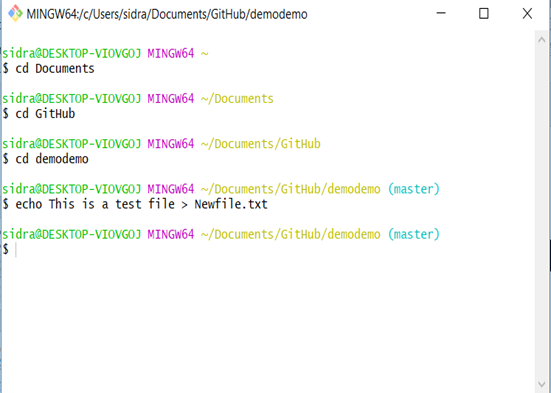 MINGW64:/c/Users/sidra/Documents/GitHub/demodemo
sidra@DESKTOP-VIOVGOJ MINGW64 ~
$ cd Documents
sidra@DESKTOP-VIOVGOJ MINGW64 ~/Documents
$ cd GitHub
sidra@DESKTOP-VIOVGOJ MINGW64 ~/Documents/GitHub
$ cd demodemo
sidra@DESKTOP-VIOVGOJ MINGW64 ~/Documents/GitHub/demodemo (master)
$ echo This is a test file > Newfile.txt
sidra@DESKTOP-VIOVGOJ MINGW64 ~/Documents/GitHub/demodemo (master)
$